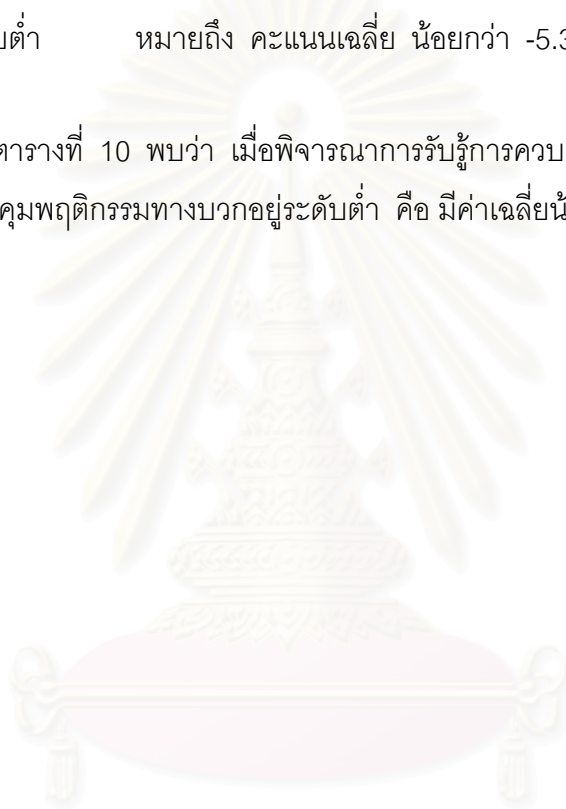 ต่ำ หมายถึง คะแนนเฉลี่ย น้อยกว่า -5.3
ตารางที่ 10 พบว่า เมื่อพิจารณาการรับรู้การควบ
คุมพฤติกรรมทางบวกอยู่ระดับต่ำ คือ มีค่าเฉลี่ยน้